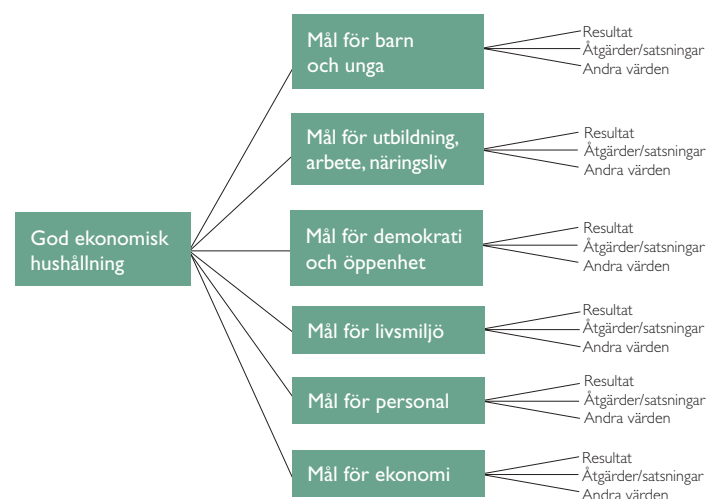 God ekonomisk
hushållning
Mål för barn
och unga
Resultat
Åtgärder/satsningar
Andra värden
Mål för utbildning,
arbete, näringsliv
Resultat
Åtgärder/satsningar
Andra värden
Mål för demokrati
och öppenhet
Resultat
Åtgärder/satsningar
Andra värden
Mål för livsmiljö
Resultat
Åtgärder/satsningar
Andra värden
Mål för personal
Resultat
Åtgärder/satsningar
Andra värden
Mål för ekonomi
Resultat
Åtgärder/satsningar
Andra värden